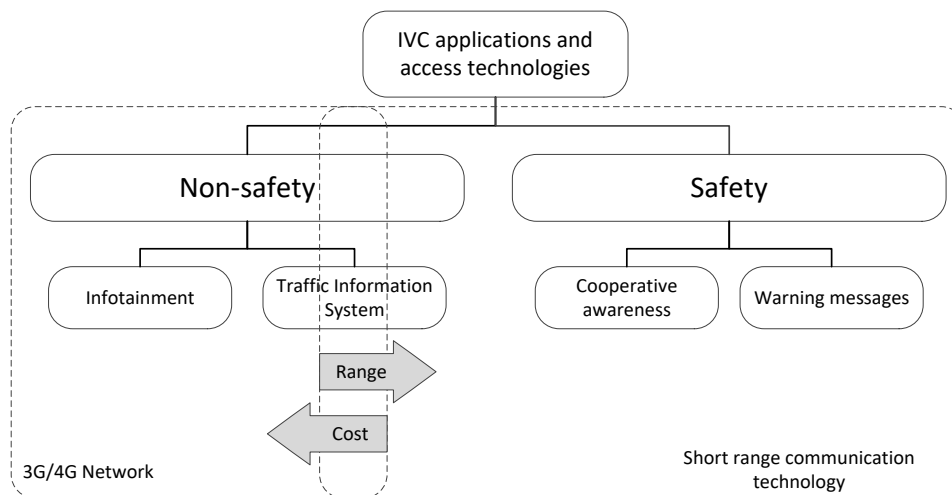 IVC applications and
access technologies
Non-safety
Safety
Infotainment
Traffic Information
System
Cooperative
awareness
Warning messages
Range
Cost
3G/4G Network
Short range communication
technology